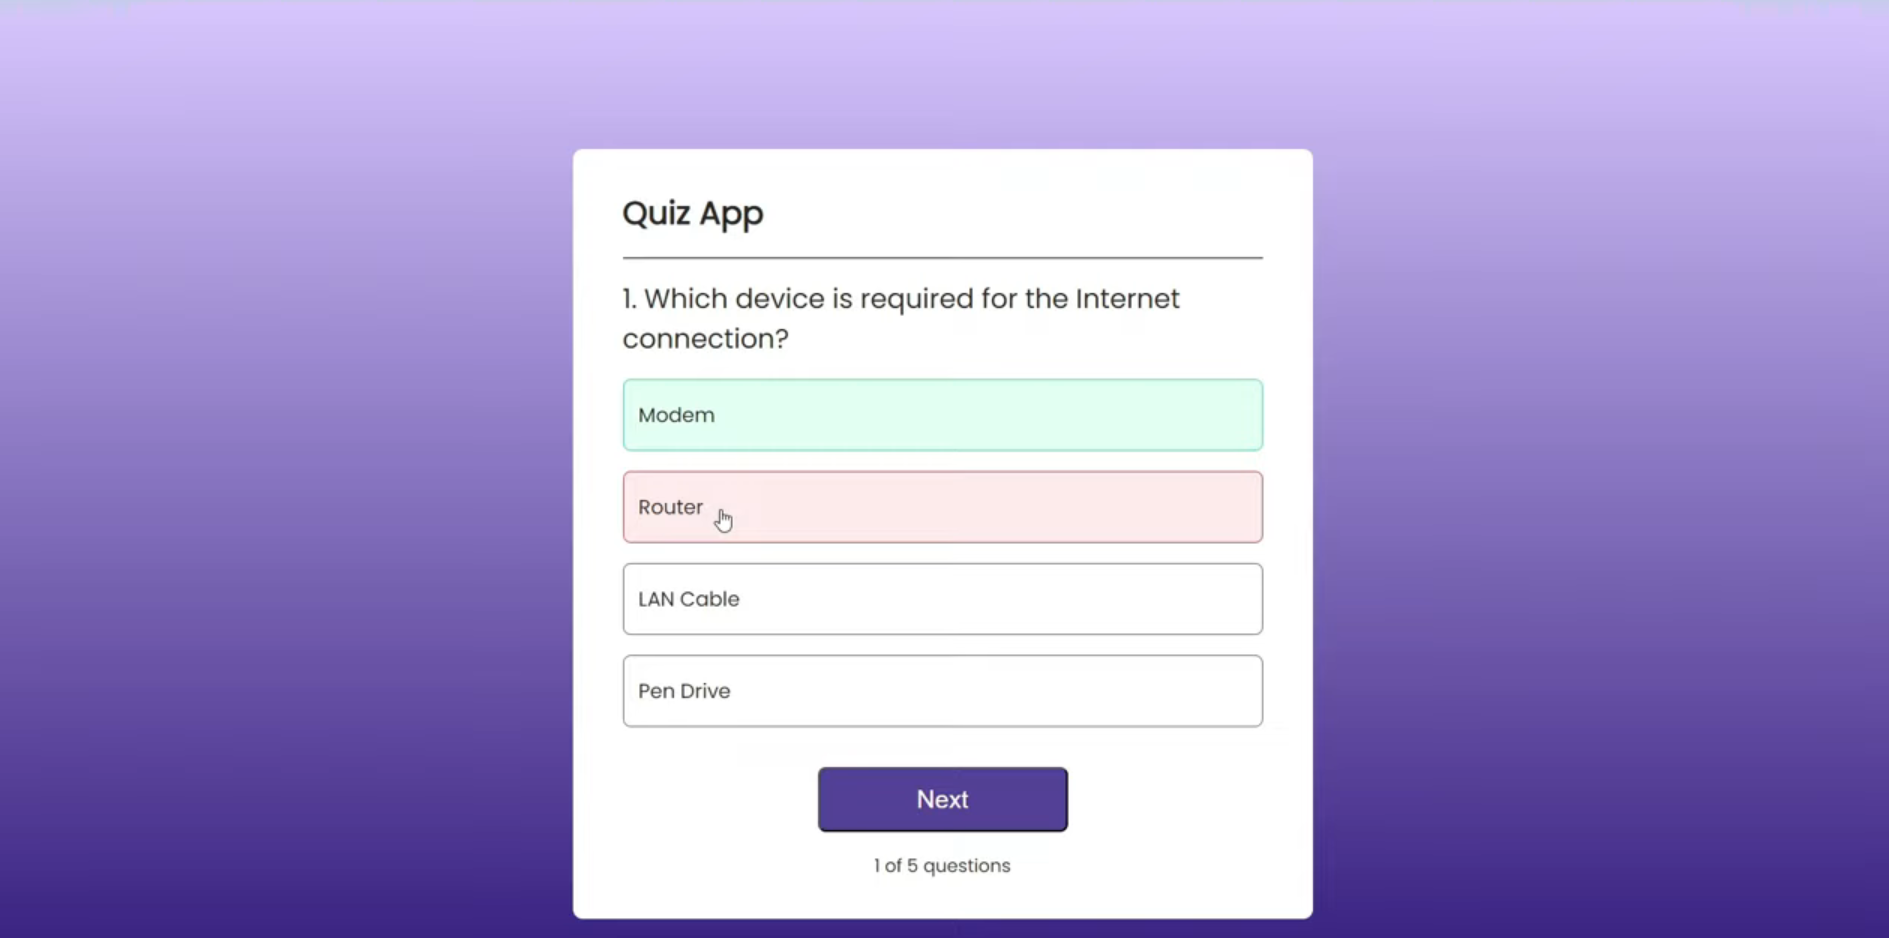 Quiz App
1. Which device is required for the Internet
connection?
Modem
Router
LAN Cable
Pen Drive
Next
1 of 5 questions